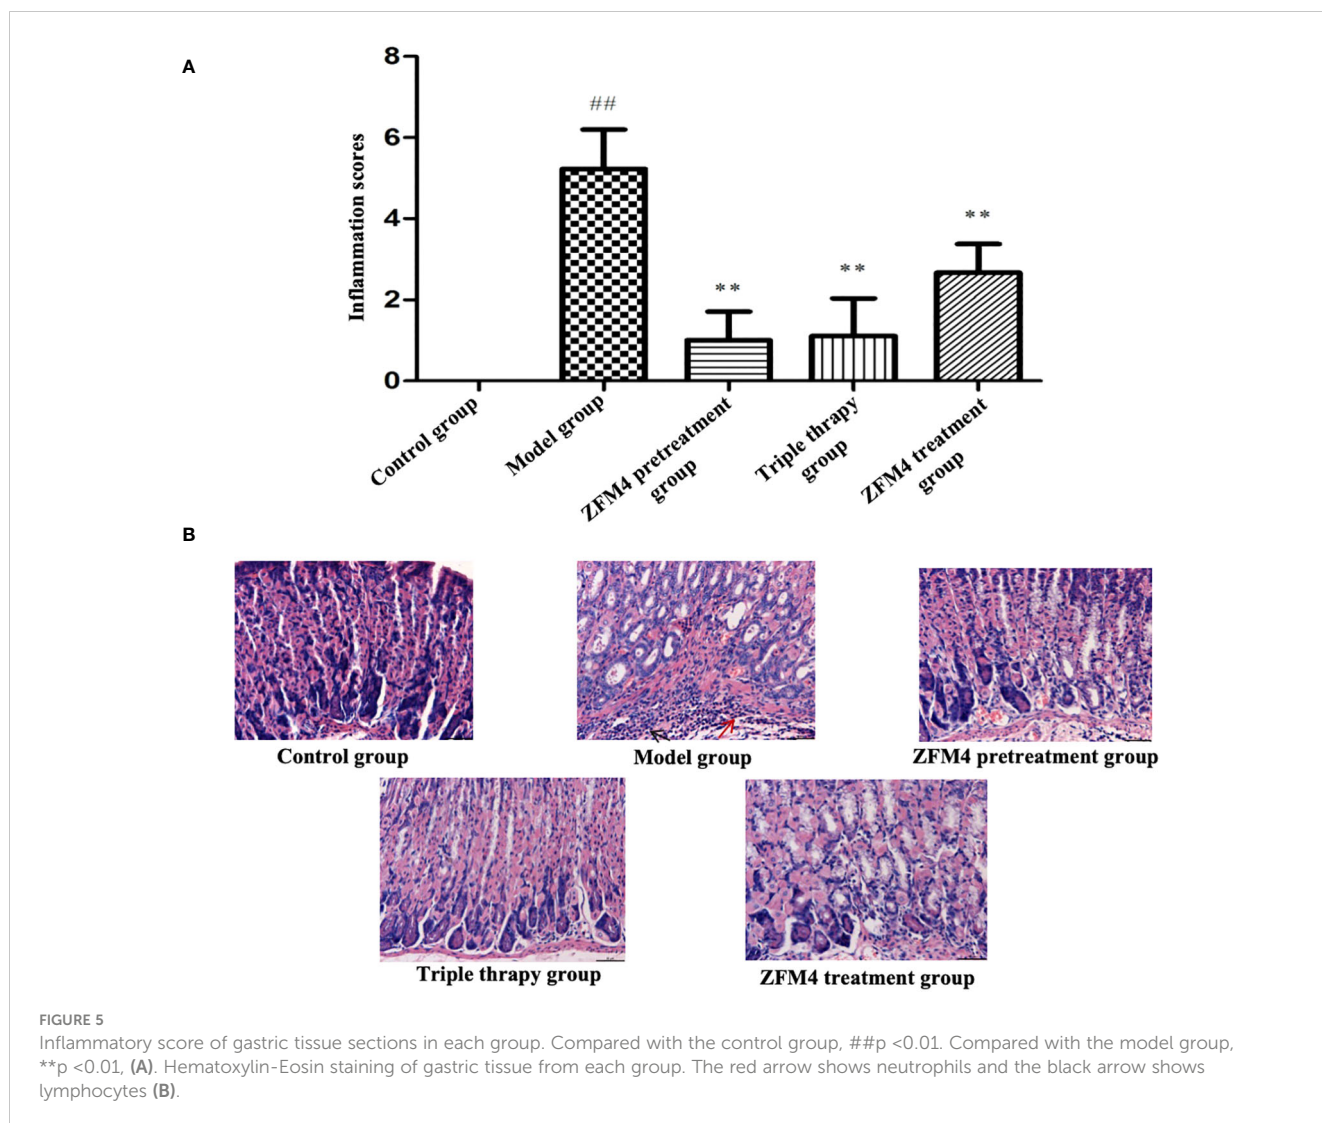 A
8
6
4
2
0
Inflammation scores
##
**
**
**
Control group
Model group
ZFM4 pretreatment
group
Triple thrapy
group
ZFM4 treatment
group
B
Control group
Model group
ZFM4 pretreatment group
Triple thrapy group
ZFM4 treatment group
FIGURE 5
Inflammatory score of gastric tissue sections in each group. Compared with the control group, ##p <0.01. Compared with the model group,
**p <0.01, (A). Hematoxylin-Eosin staining of gastric tissue from each group. The red arrow shows neutrophils and the black arrow shows
lymphocytes (B).